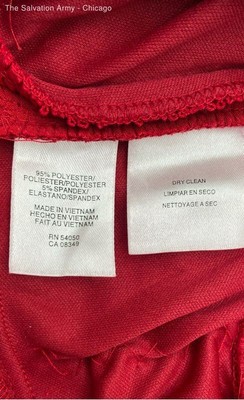 The Salvation Army - Chicago
95% POLYESTER/
POLIESTER/POLYESTER
5% SPANDEX/
ELASTANO/SPANDEX
MADE IN VIETNAM
HECHO EN VIETNAM
FAIT AU VIETNAM
RN 54050
CA 08349
DRY CLEAN
LIMPIAR EN SECO
NETTOYAGE A SEC